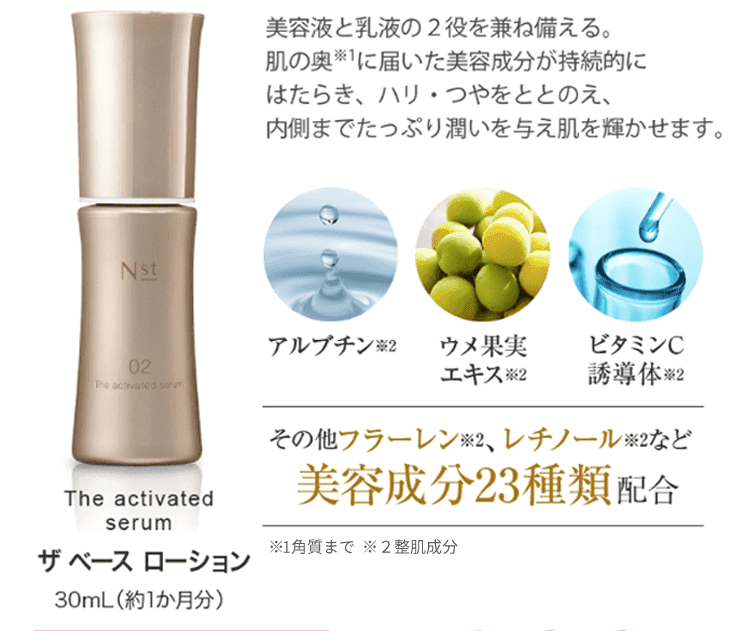 美容液と乳液の２役を兼ね備える。
肌の奥※1に届いた美容成分が持続的に
はたらき、ハリ・つやをととのえ、
内側までたっぷり潤いを与え肌を輝かせます。
Nst
02
The activated serum
アルブチン※2
ウメ果実
エキス※2
ビタミンC
誘導体※2
その他フラーレン※2、レチノール※2など
美容成分23種類配合
※1角質まで ※２整肌成分
The activated
serum
ザ ベース ローション
30mL（約1か月分）